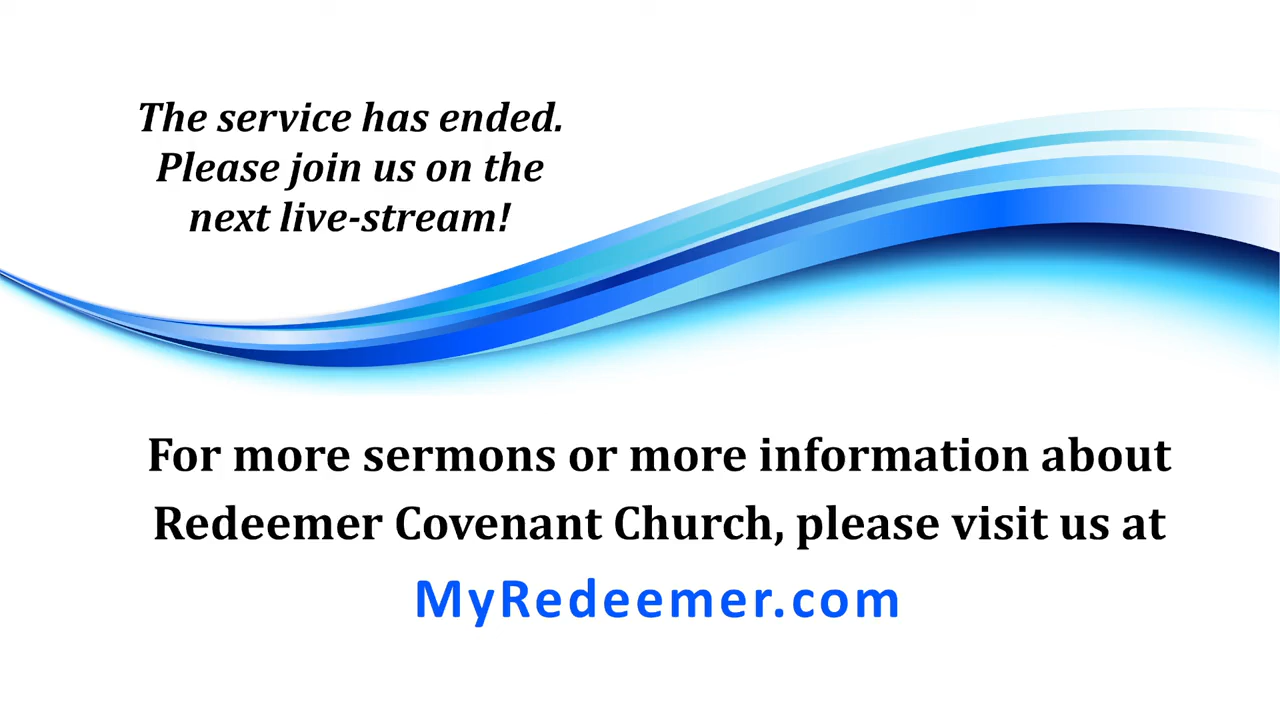 The service has ended.
Please join us on the
next live-stream!
For more sermons or more information about
Redeemer Covenant Church, please visit us at
MyRedeemer.com